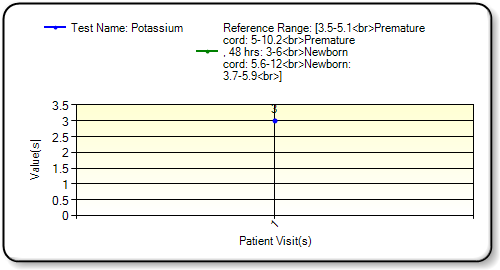 Test Name: Potassium
Reference Range: [3.5-5.1<br>Premature
cord: 5-10.2<br>Premature
, 48 hrs: 3-6<br>Newborn
cord: 5.6-12<br>Newborn:
3.7-5.9<br>]
3.5
3
2.5
2
1.5
1
0.5
0
Value(s)
3
1
Patient Visit(s)